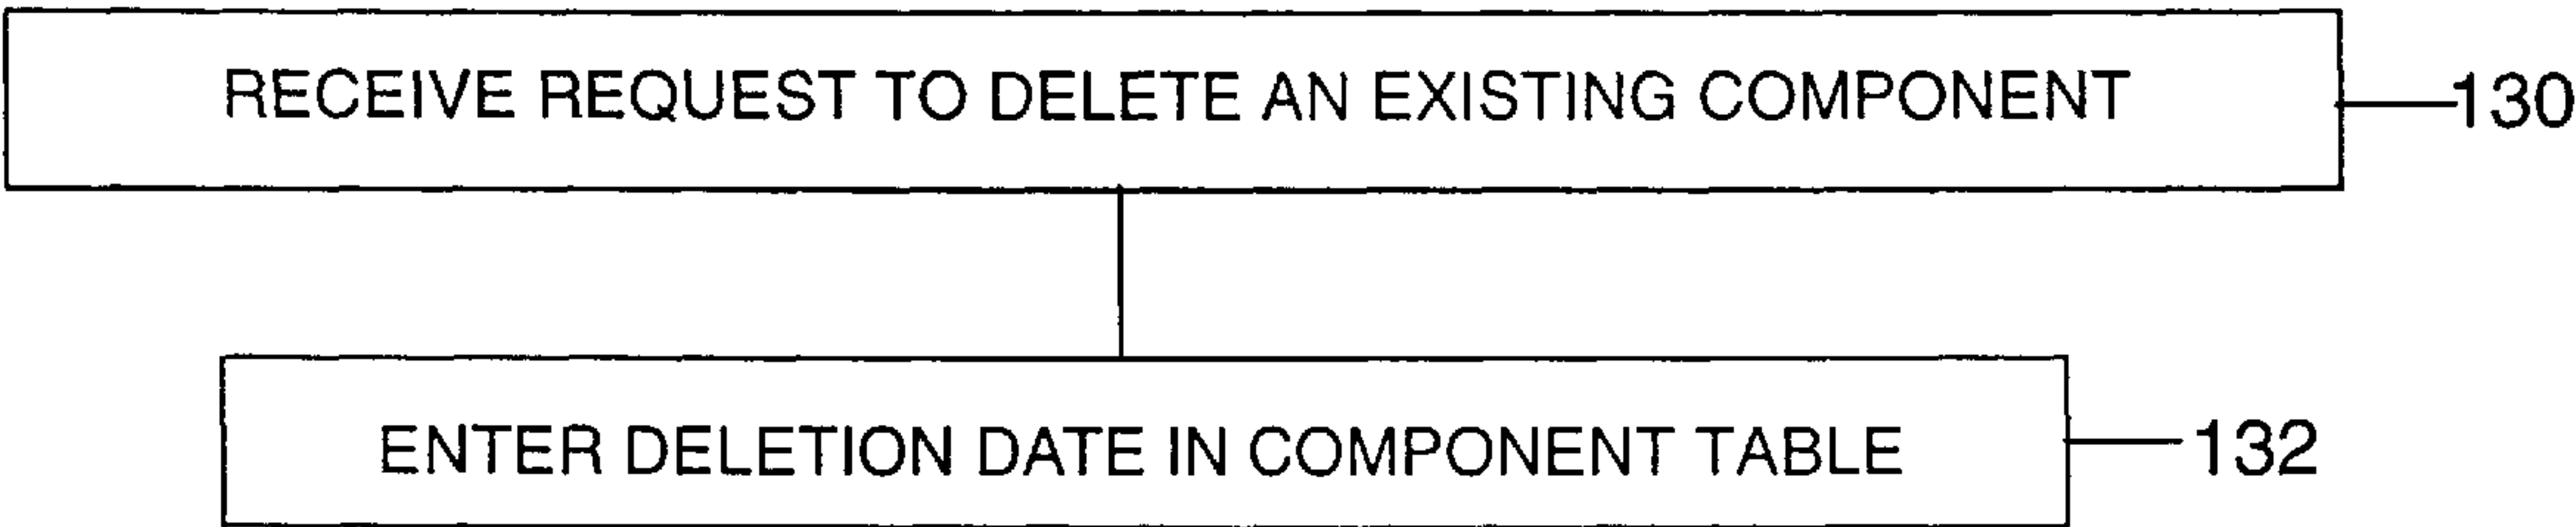 RECEIVE REQUEST TO DELETE AN EXISTING COMPONENT 130
ENTER DELETION DATE IN COMPONENT TABLE 132